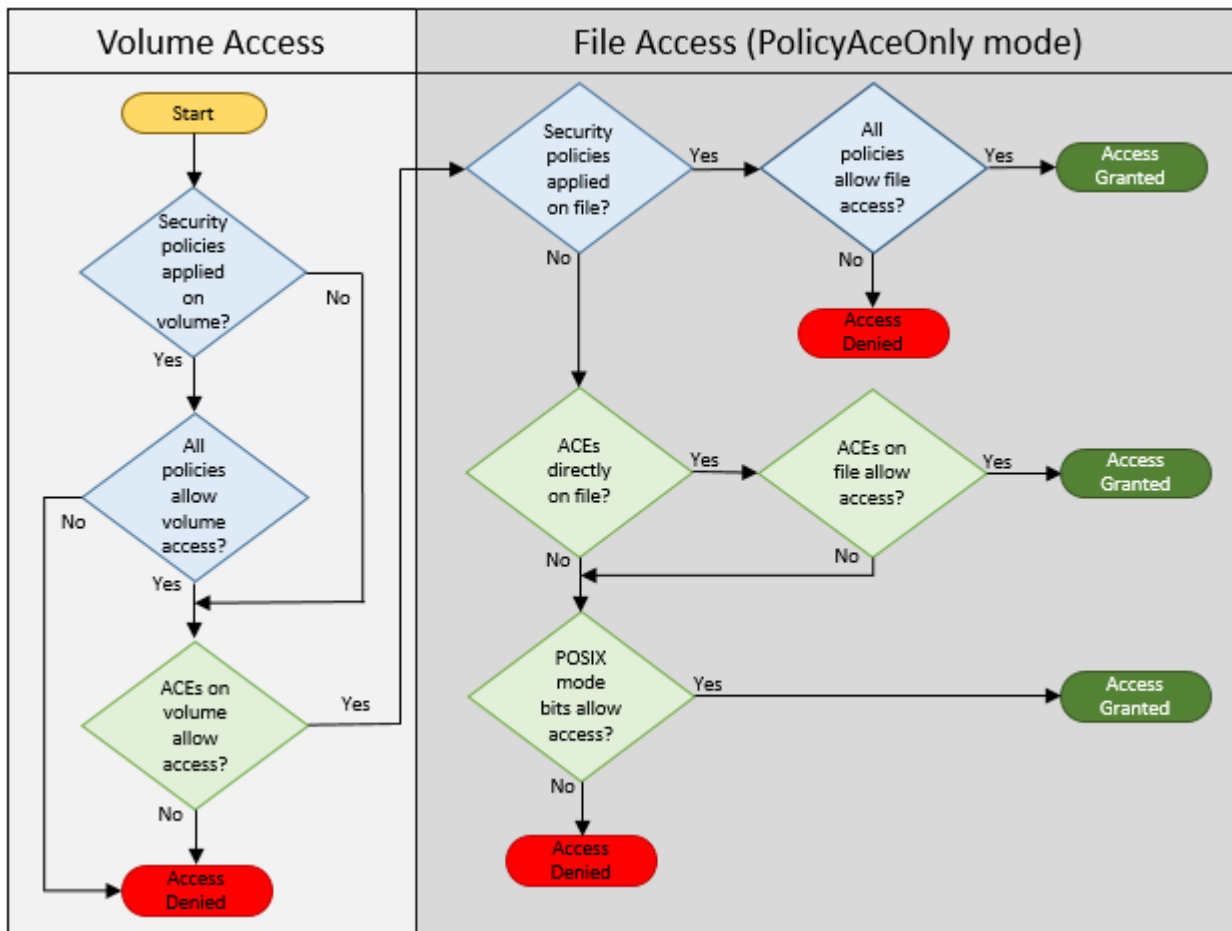 Volume Access
File Access (PolicyAceOnly mode)
Start
Security
policies
applied
on
volume?
No
Yes
All
policies
allow
volume
access?
No
Yes
ACEs on
volume
allow
access?
Yes
No
Access
Denied
Security
policies
applied
on file?
Yes
No
All
policies
allow file
access?
Yes
No
Access
Granted
Access
Denied
ACEs
directly
on file?
Yes
No
ACEs on
file allow
access?
Yes
No
Access
Granted
POSIX
mode
bits allow
access?
Yes
No
Access
Granted
Access
Denied